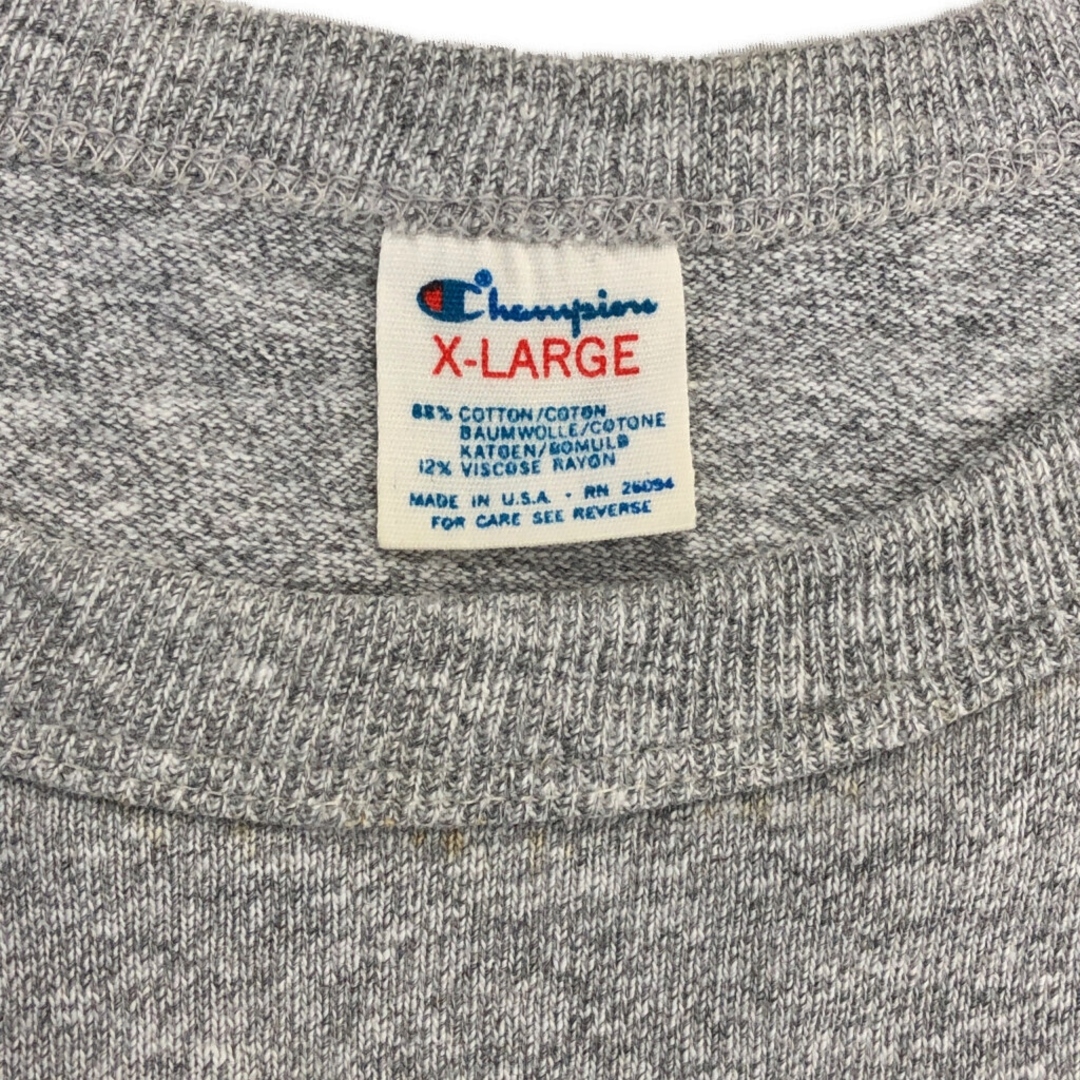 Champion®
X-LARGE
88% COTTON/COTON
BAUMWOLLE/COTONE
KATOEN/BOMULD
12% VISCOSE RAYON
MADE IN U.S.A. · RN 26094
FOR CARE SEE REVERSE